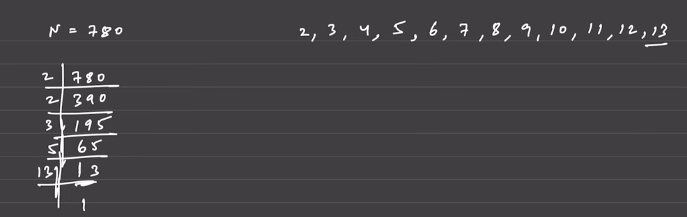 N = 780
2, 3, 4, 5, 6, 7, 8, 9, 10, 11, 12, 13
2 | 780
2 | 390
3 | 195
5 | 65
13 | 13
1